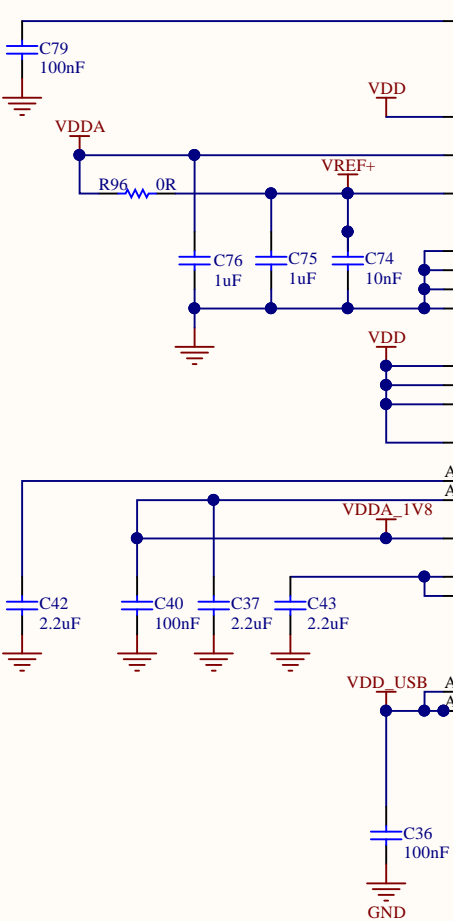 C79
100nF
VDD
VDDA
VREF+
R96 0R
C76 C75 C74
1uF 1uF 10nF
VDD
A
A
VDDA_1V8
C42 C40 C37 C43
2.2uF 100nF 2.2uF 2.2uF
VDD_USB A
A
C36
100nF
GND